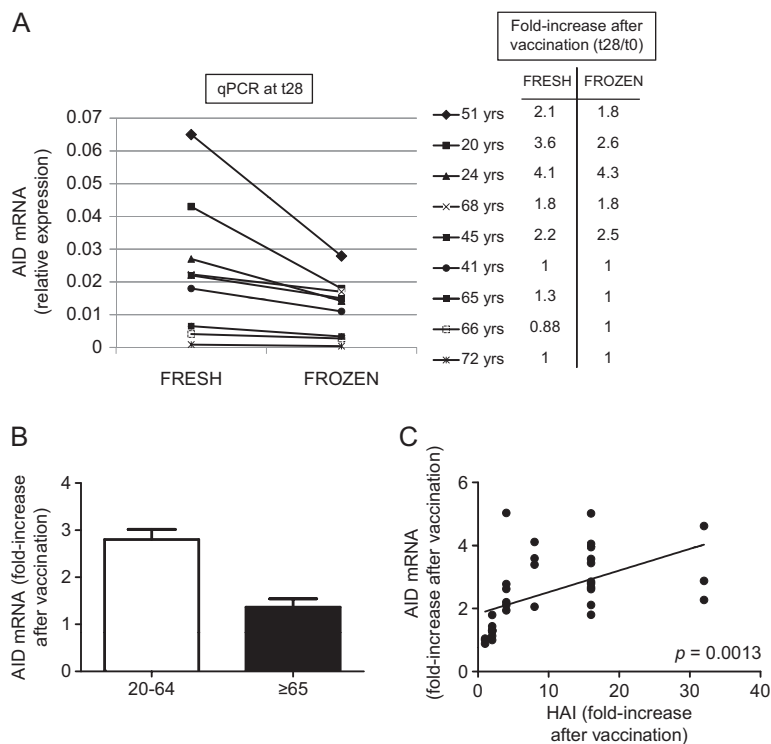 A
Fold-increase after
vaccination (t28/t0)
qPCR at t28
FRESH FROZEN
0.07
0.06
0.05
0.04
0.03
0.02
0.01
0
AID mRNA
(relative expression)
FRESH FROZEN
51 yrs 2.1 1.8
20 yrs 3.6 2.6
24 yrs 4.1 4.3
68 yrs 1.8 1.8
45 yrs 2.2 2.5
41 yrs 1 1
65 yrs 1.3 1
66 yrs 0.88 1
72 yrs 1 1
B
AID mRNA (fold-increase
after vaccination)
4
3
2
1
0
20-64 ≥65
C
AID mRNA
(fold-increase after vaccination)
6
4
2
0
p = 0.0013
0 10 20 30 40
HAI (fold-increase
after vaccination)